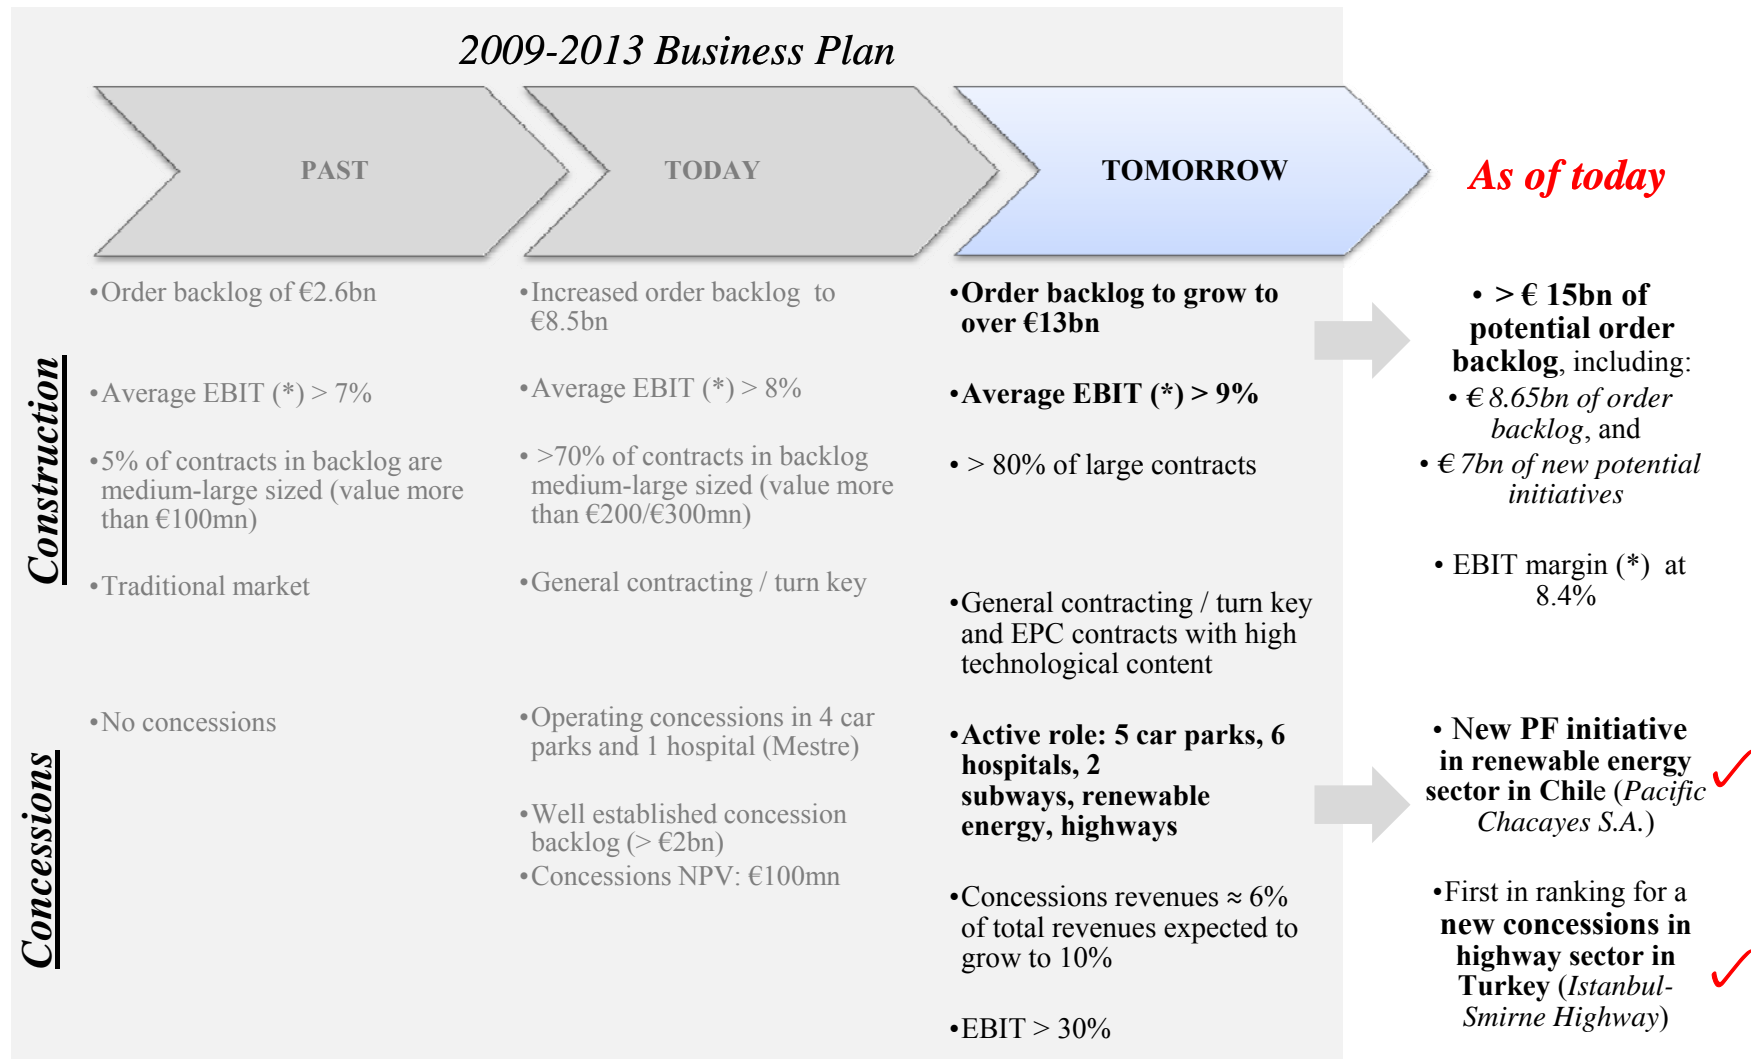 2009-2013 Business Plan
PAST
TODAY
TOMORROW
As of today
Construction
•Order backlog of €2.6bn
•Average EBIT (*) > 7%
•5% of contracts in backlog are
medium-large sized (value more
than €100mn)
•Traditional market
•Increased order backlog to
€8.5bn
•Average EBIT (*) > 8%
• >70% of contracts in backlog
medium-large sized (value more
than €200/€300mn)
•General contracting / turn key
•Order backlog to grow to
over €13bn
•Average EBIT (*) > 9%
• > 80% of large contracts
•General contracting / turn key
and EPC contracts with high
technological content
• > € 15bn of
potential order
backlog, including:
• € 8.65bn of order
backlog, and
• € 7bn of new potential
initiatives
• EBIT margin (*) at
8.4%
Concessions
•No concessions
•Operating concessions in 4 car
parks and 1 hospital (Mestre)
•Well established concession
backlog (> €2bn)
•Concessions NPV: €100mn
•Active role: 5 car parks, 6
hospitals, 2
subways, renewable
energy, highways
•Concessions revenues ≈ 6%
of total revenues expected to
grow to 10%
•EBIT > 30%
• New PF initiative
in renewable energy
sector in Chile (Pacific
Chacayes S.A.)
•First in ranking for a
new concessions in
highway sector in
Turkey (Istanbul-
Smirne Highway)